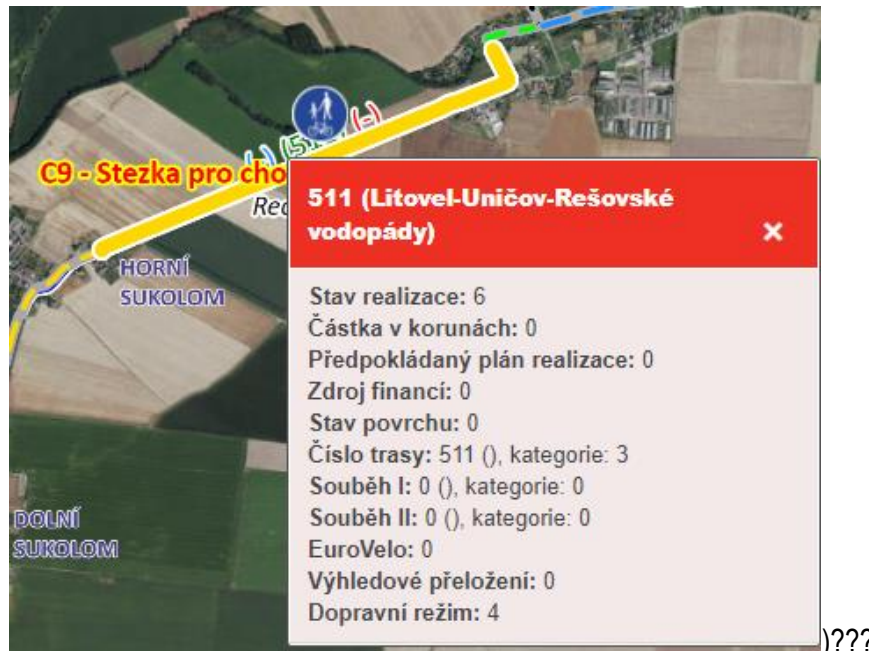 (-) (511) (-)
C9 - Stezka pro cho
Rec
HORNÍ
SUKOLOM
DOLNÍ
SUKOLOM
511 (Litovel-Uničov-Rešovské
vodopády)
×
Stav realizace: 6
Částka v korunách: 0
Předpokládaný plán realizace: 0
Zdroj financí: 0
Stav povrchu: 0
Číslo trasy: 511 (), kategorie: 3
Souběh I: 0 (), kategorie: 0
Souběh II: 0 (), kategorie: 0
EuroVelo: 0
Výhledové přeložení: 0
Dopravní režim: 4
)???